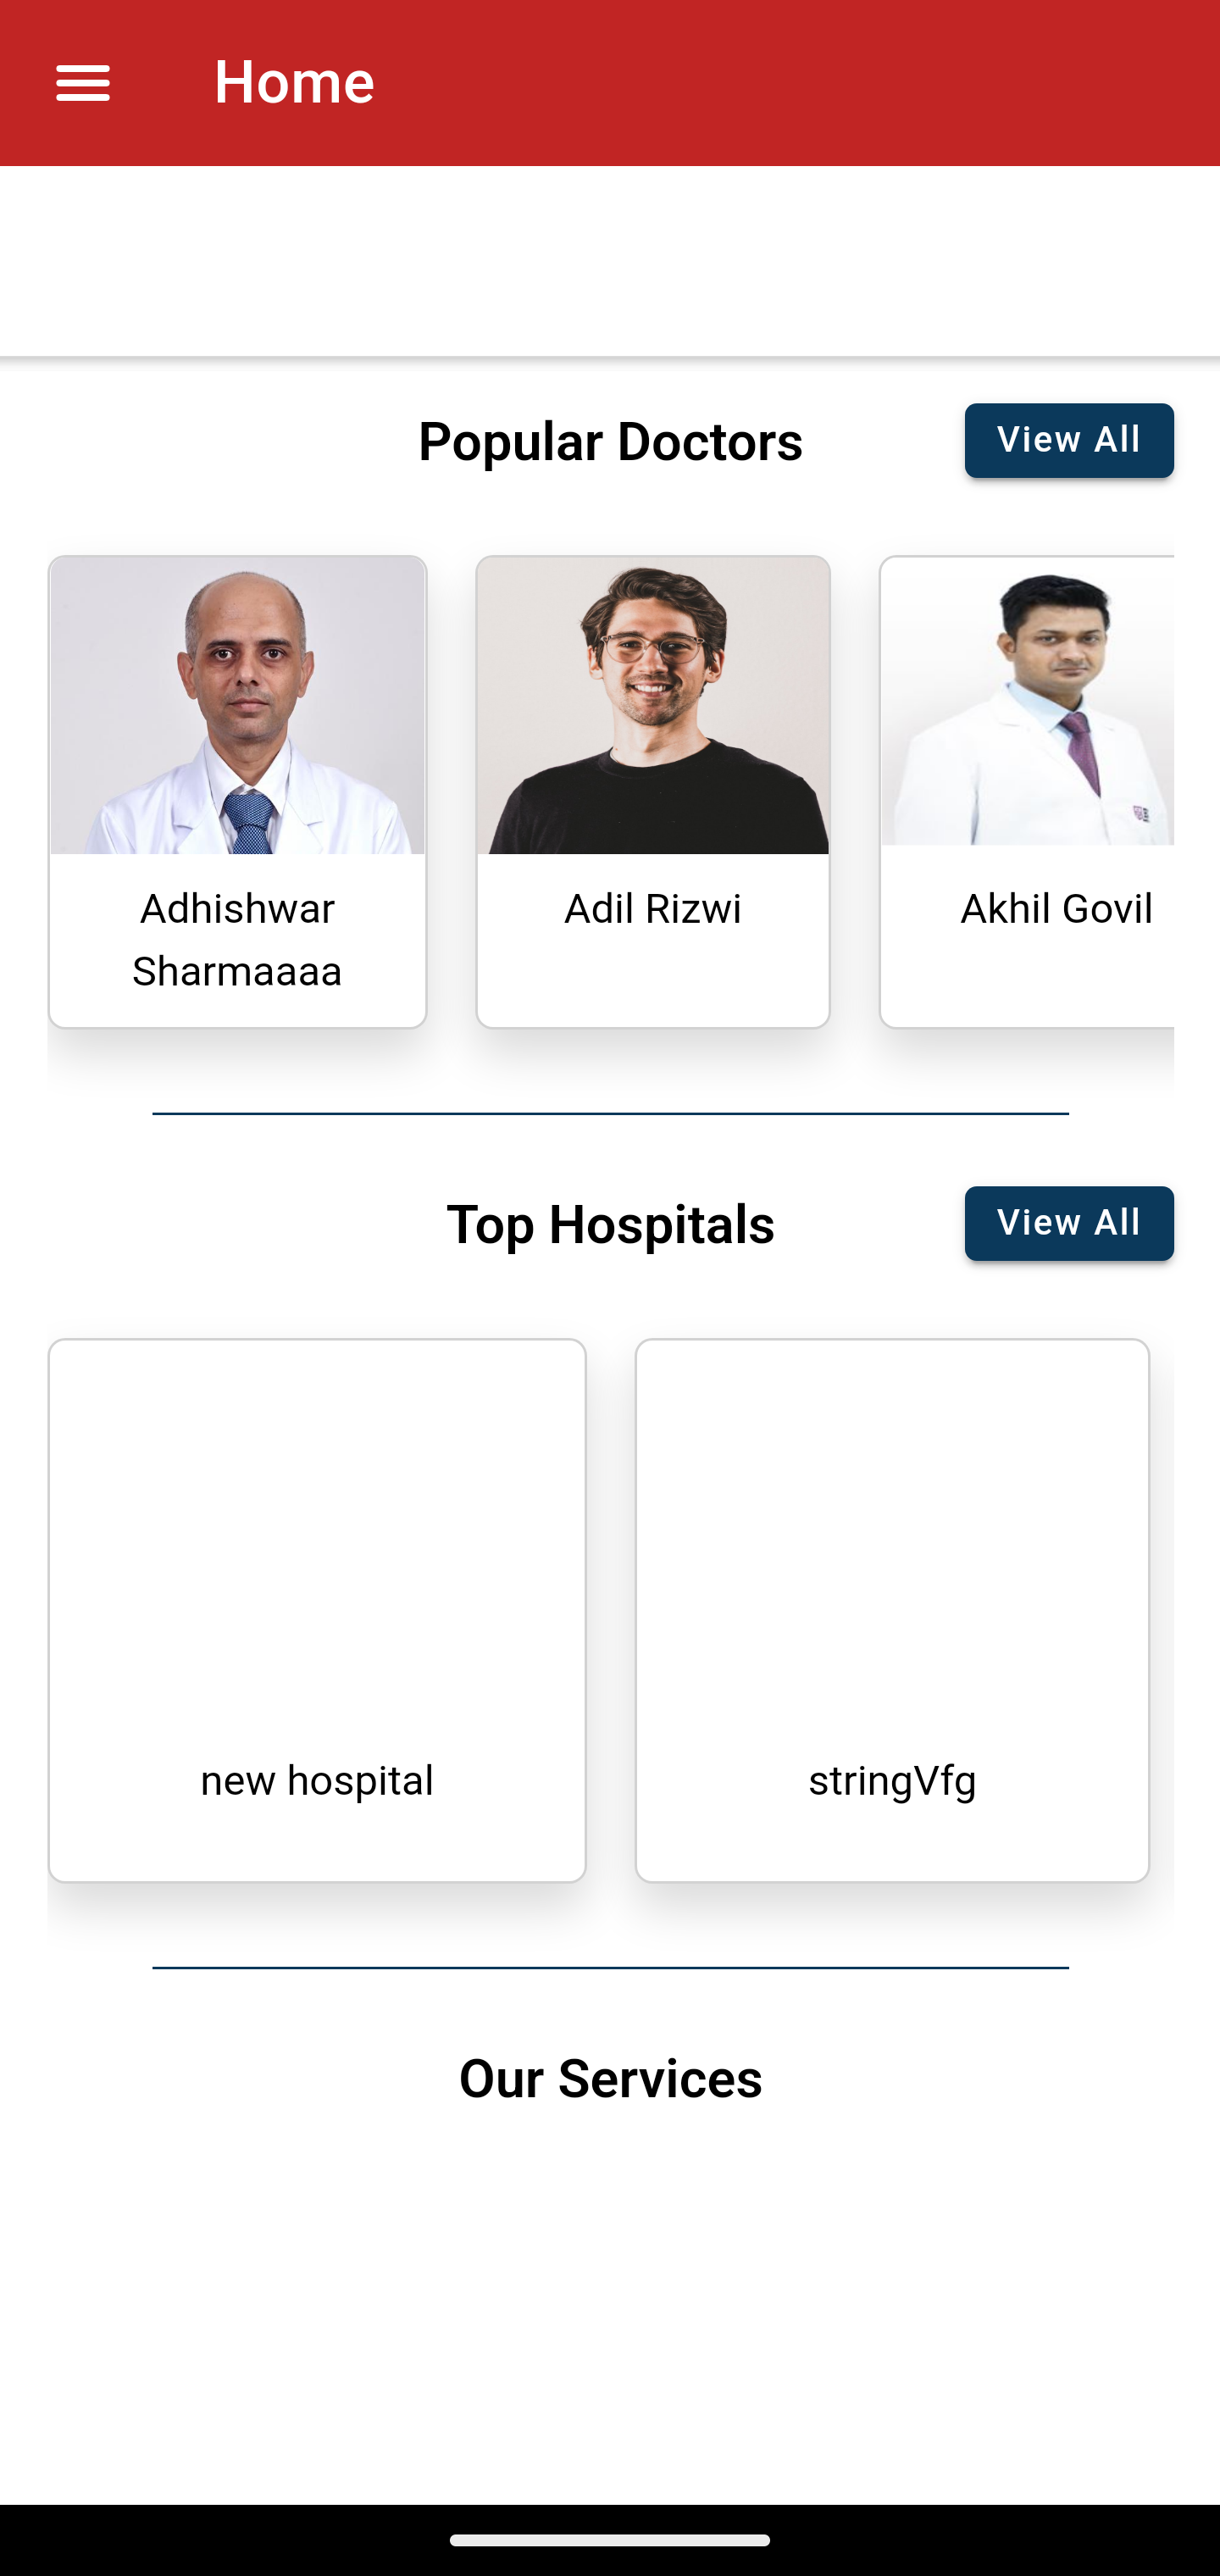 Home
Popular Doctors
View All
Adhishwar
Sharmaaaa
Adil Rizwi
Akhil Govil
Top Hospitals
View All
new hospital
stringVfg
Our Services